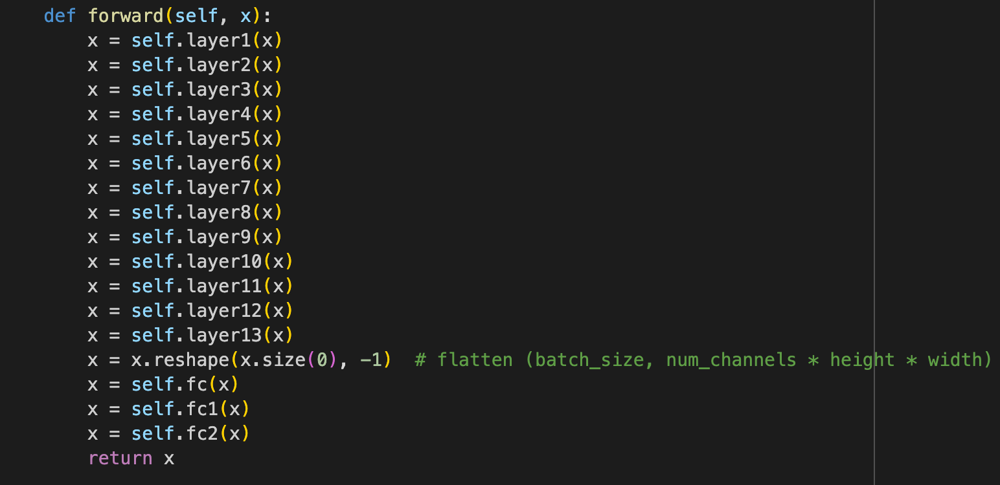 def forward(self, x):
    x = self.layer1(x)
    x = self.layer2(x)
    x = self.layer3(x)
    x = self.layer4(x)
    x = self.layer5(x)
    x = self.layer6(x)
    x = self.layer7(x)
    x = self.layer8(x)
    x = self.layer9(x)
    x = self.layer10(x)
    x = self.layer11(x)
    x = self.layer12(x)
    x = self.layer13(x)
    x = x.reshape(x.size(0), -1)  # flatten (batch_size, num_channels * height * width)
    x = self.fc(x)
    x = self.fc1(x)
    x = self.fc2(x)
    return x